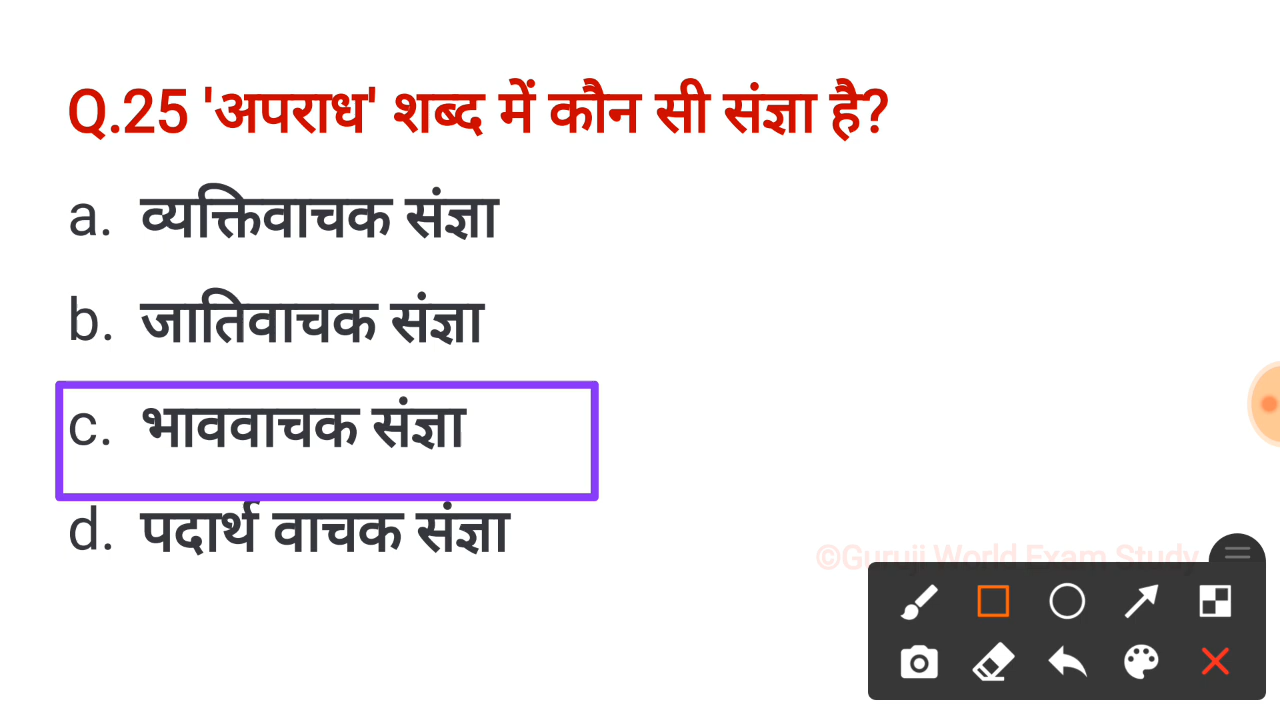 Q.25 'अपराध' शब्द में कौन सी संज्ञा है?
a. व्यक्तिवाचक संज्ञा
b. जातिवाचक संज्ञा
c. भाववाचक संज्ञा
d. पदार्थ वाचक संज्ञा
©Guruji World Exam Study